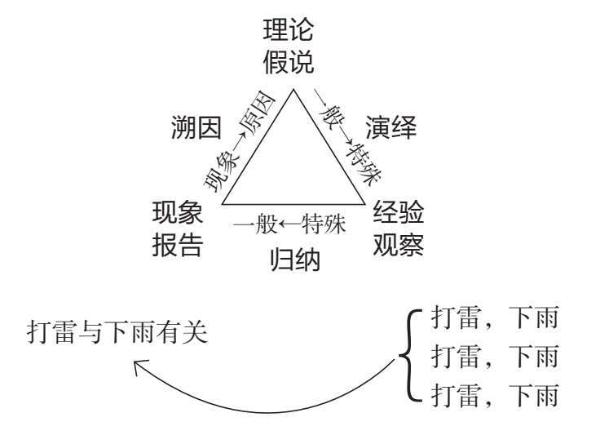 理论
假说
溯因
现象→原因
一般→特殊
演绎
现象
报告
一般←特殊
经验
观察
归纳
打雷与下雨有关
打雷，下雨
打雷，下雨
打雷，下雨